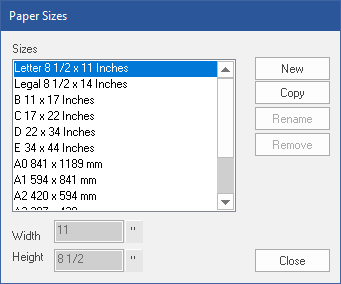 Paper Sizes
Sizes
Letter 8 1/2 x 11 Inches
Legal 8 1/2 x 14 Inches
B 11 x 17 Inches
C 17 x 22 Inches
D 22 x 34 Inches
E 34 x 44 Inches
A0 841 x 1189 mm
A1 594 x 841 mm
A2 420 x 594 mm
New
Copy
Rename
Remove
Width 11 "
Height 8 1/2 "
Close